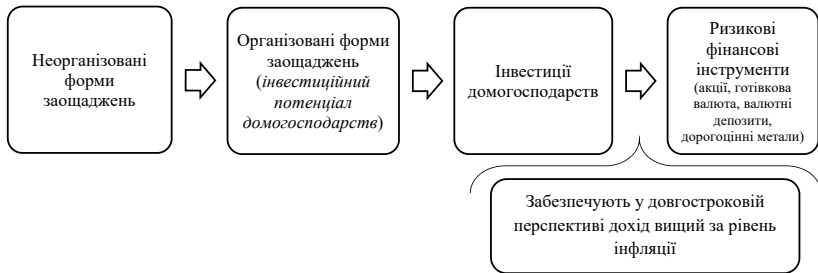 Неорганізовані
форми
заощаджень
Організовані форми
заощаджень
(інвестиційний
потенціал
домогосподарств)
Інвестиції
домогосподарств
Ризикові
фінансові
інструменти
(акції, готівкова
валюта, валютні
депозити,
дорогоцінні метали)
Забезпечують у довгостроковій
перспективі дохід вищий за рівень
інфляції